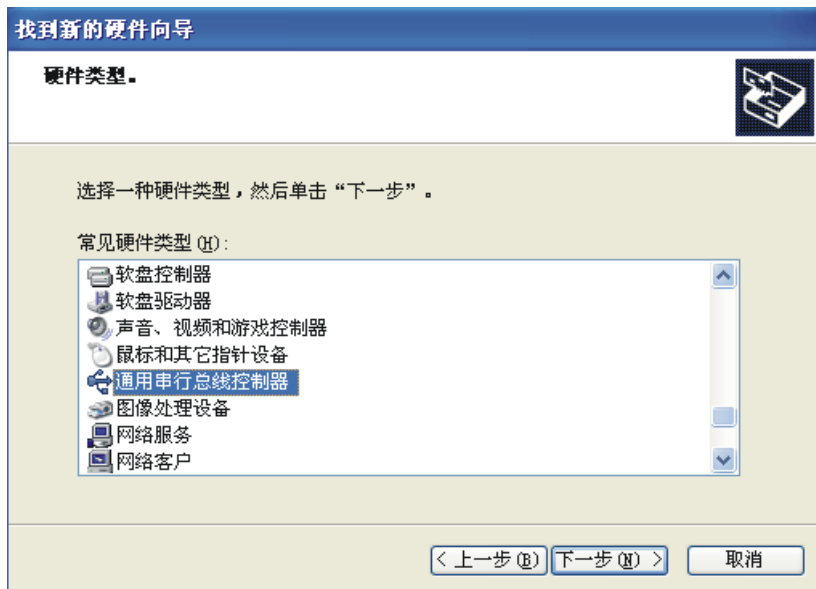 找到新的硬件向导
硬件类型。
选择一种硬件类型，然后单击“下一步”。
常见硬件类型(H):
软盘控制器
软盘驱动器
声音、视频和游戏控制器
鼠标和其它指针设备
通用串行总线控制器
图像处理设备
网络服务
网络客户
< 上一步(B) 下一步(N) > 取消